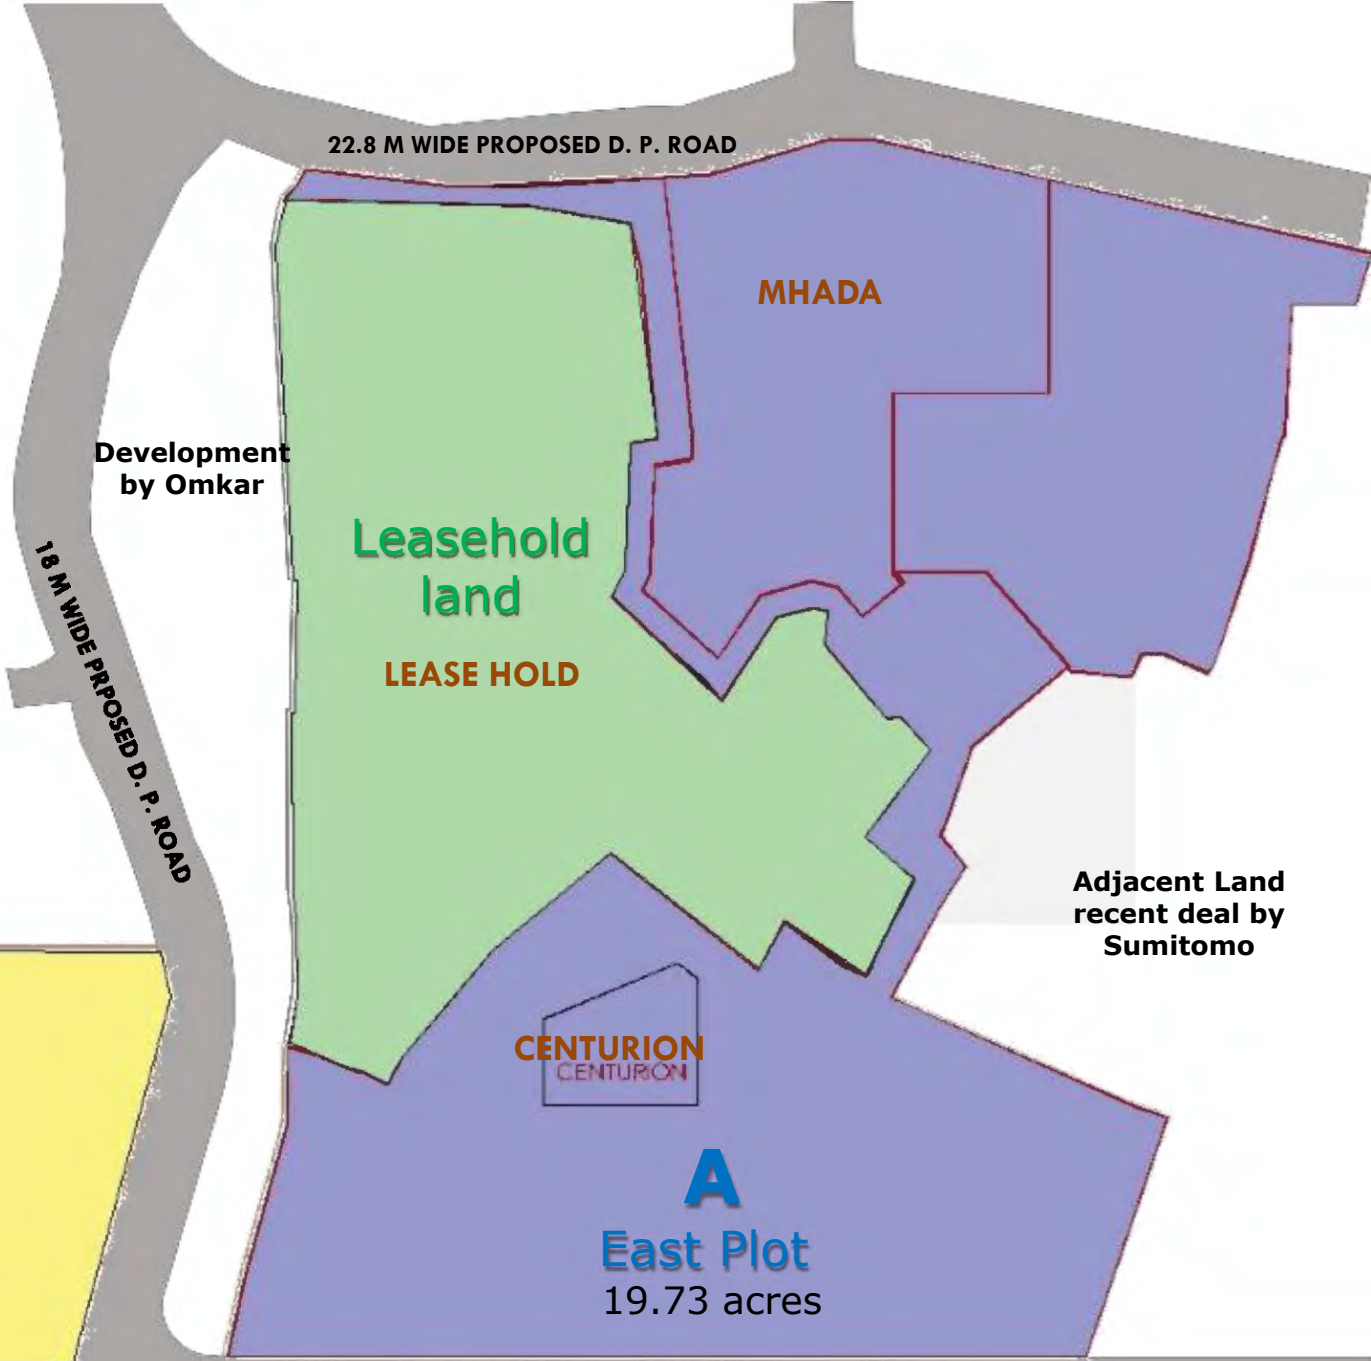 22.8 M WIDE PROPOSED D. P. ROAD
MHADA
Development
by Omkar
Leasehold
land
LEASE HOLD
18 M WIDE PRPOSED D. P. ROAD
Adjacent Land
recent deal by
Sumitomo
CENTURION
CENTURION
A
East Plot
19.73 acres